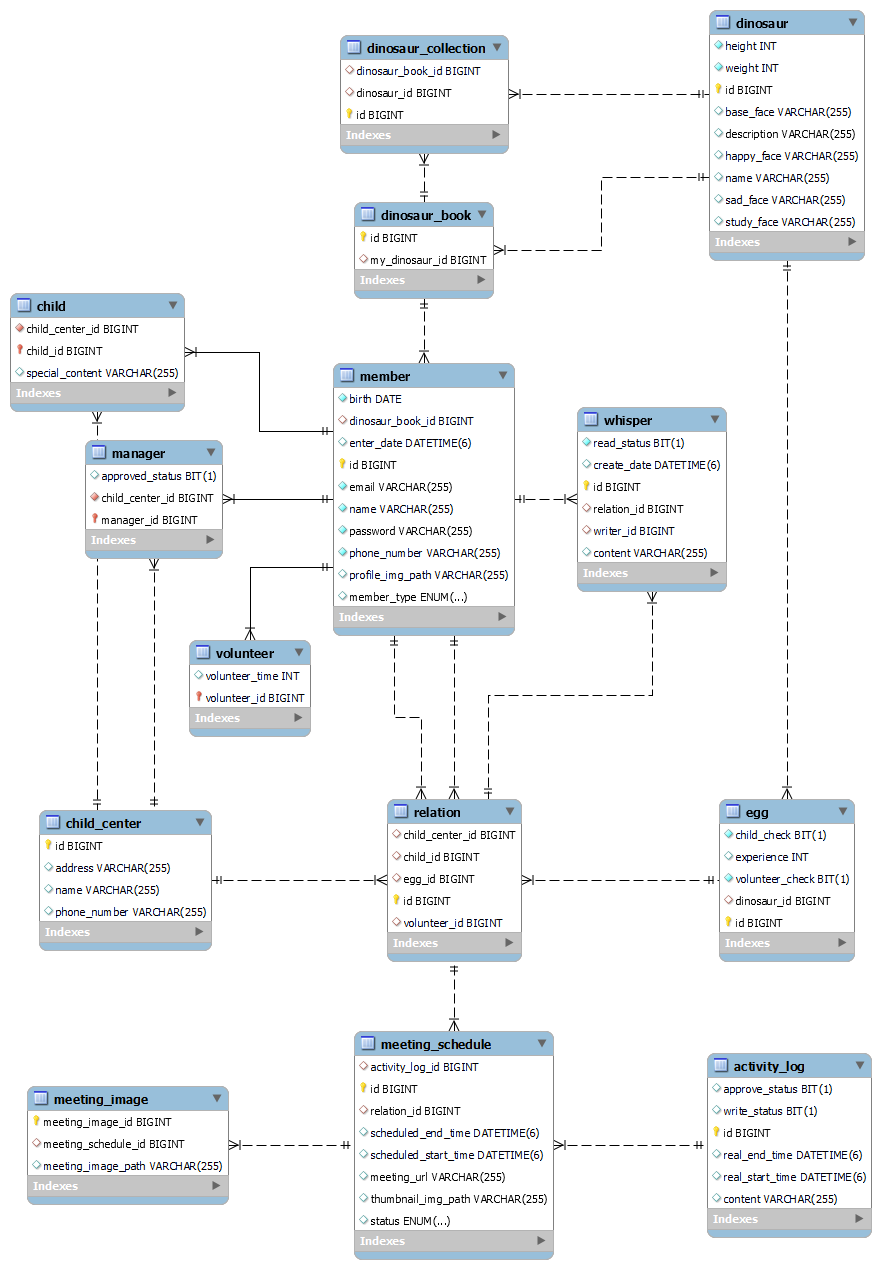 dinosaur_collection
dinosaur_book_id BIGINT
dinosaur_id BIGINT
id BIGINT
Indexes
dinosaur
height INT
weight INT
id BIGINT
base_face VARCHAR(255)
description VARCHAR(255)
happy_face VARCHAR(255)
name VARCHAR(255)
sad_face VARCHAR(255)
study_face VARCHAR(255)
Indexes
dinosaur_book
id BIGINT
my_dinosaur_id BIGINT
Indexes
child
child_center_id BIGINT
child_id BIGINT
special_content VARCHAR(255)
Indexes
manager
approved_status BIT(1)
child_center_id BIGINT
manager_id BIGINT
Indexes
member
birth DATE
dinosaur_book_id BIGINT
enter_date DATETIME(6)
id BIGINT
email VARCHAR(255)
name VARCHAR(255)
password VARCHAR(255)
phone_number VARCHAR(255)
profile_img_path VARCHAR(255)
member_type ENUM(...)
Indexes
whisper
read_status BIT(1)
create_date DATETIME(6)
id BIGINT
relation_id BIGINT
writer_id BIGINT
content VARCHAR(255)
Indexes
volunteer
volunteer_time INT
volunteer_id BIGINT
Indexes
child_center
id BIGINT
address VARCHAR(255)
name VARCHAR(255)
phone_number VARCHAR(255)
Indexes
relation
child_center_id BIGINT
child_id BIGINT
egg_id BIGINT
id BIGINT
volunteer_id BIGINT
Indexes
egg
child_check BIT(1)
experience INT
volunteer_check BIT(1)
dinosaur_id BIGINT
id BIGINT
Indexes
meeting_image
meeting_image_id BIGINT
meeting_schedule_id BIGINT
meeting_image_path VARCHAR(255)
Indexes
meeting_schedule
activity_log_id BIGINT
id BIGINT
relation_id BIGINT
scheduled_end_time DATETIME(6)
scheduled_start_time DATETIME(6)
meeting_url VARCHAR(255)
thumbnail_img_path VARCHAR(255)
status ENUM(...)
Indexes
activity_log
approve_status BIT(1)
write_status BIT(1)
id BIGINT
real_end_time DATETIME(6)
real_start_time DATETIME(6)
content VARCHAR(255)
Indexes